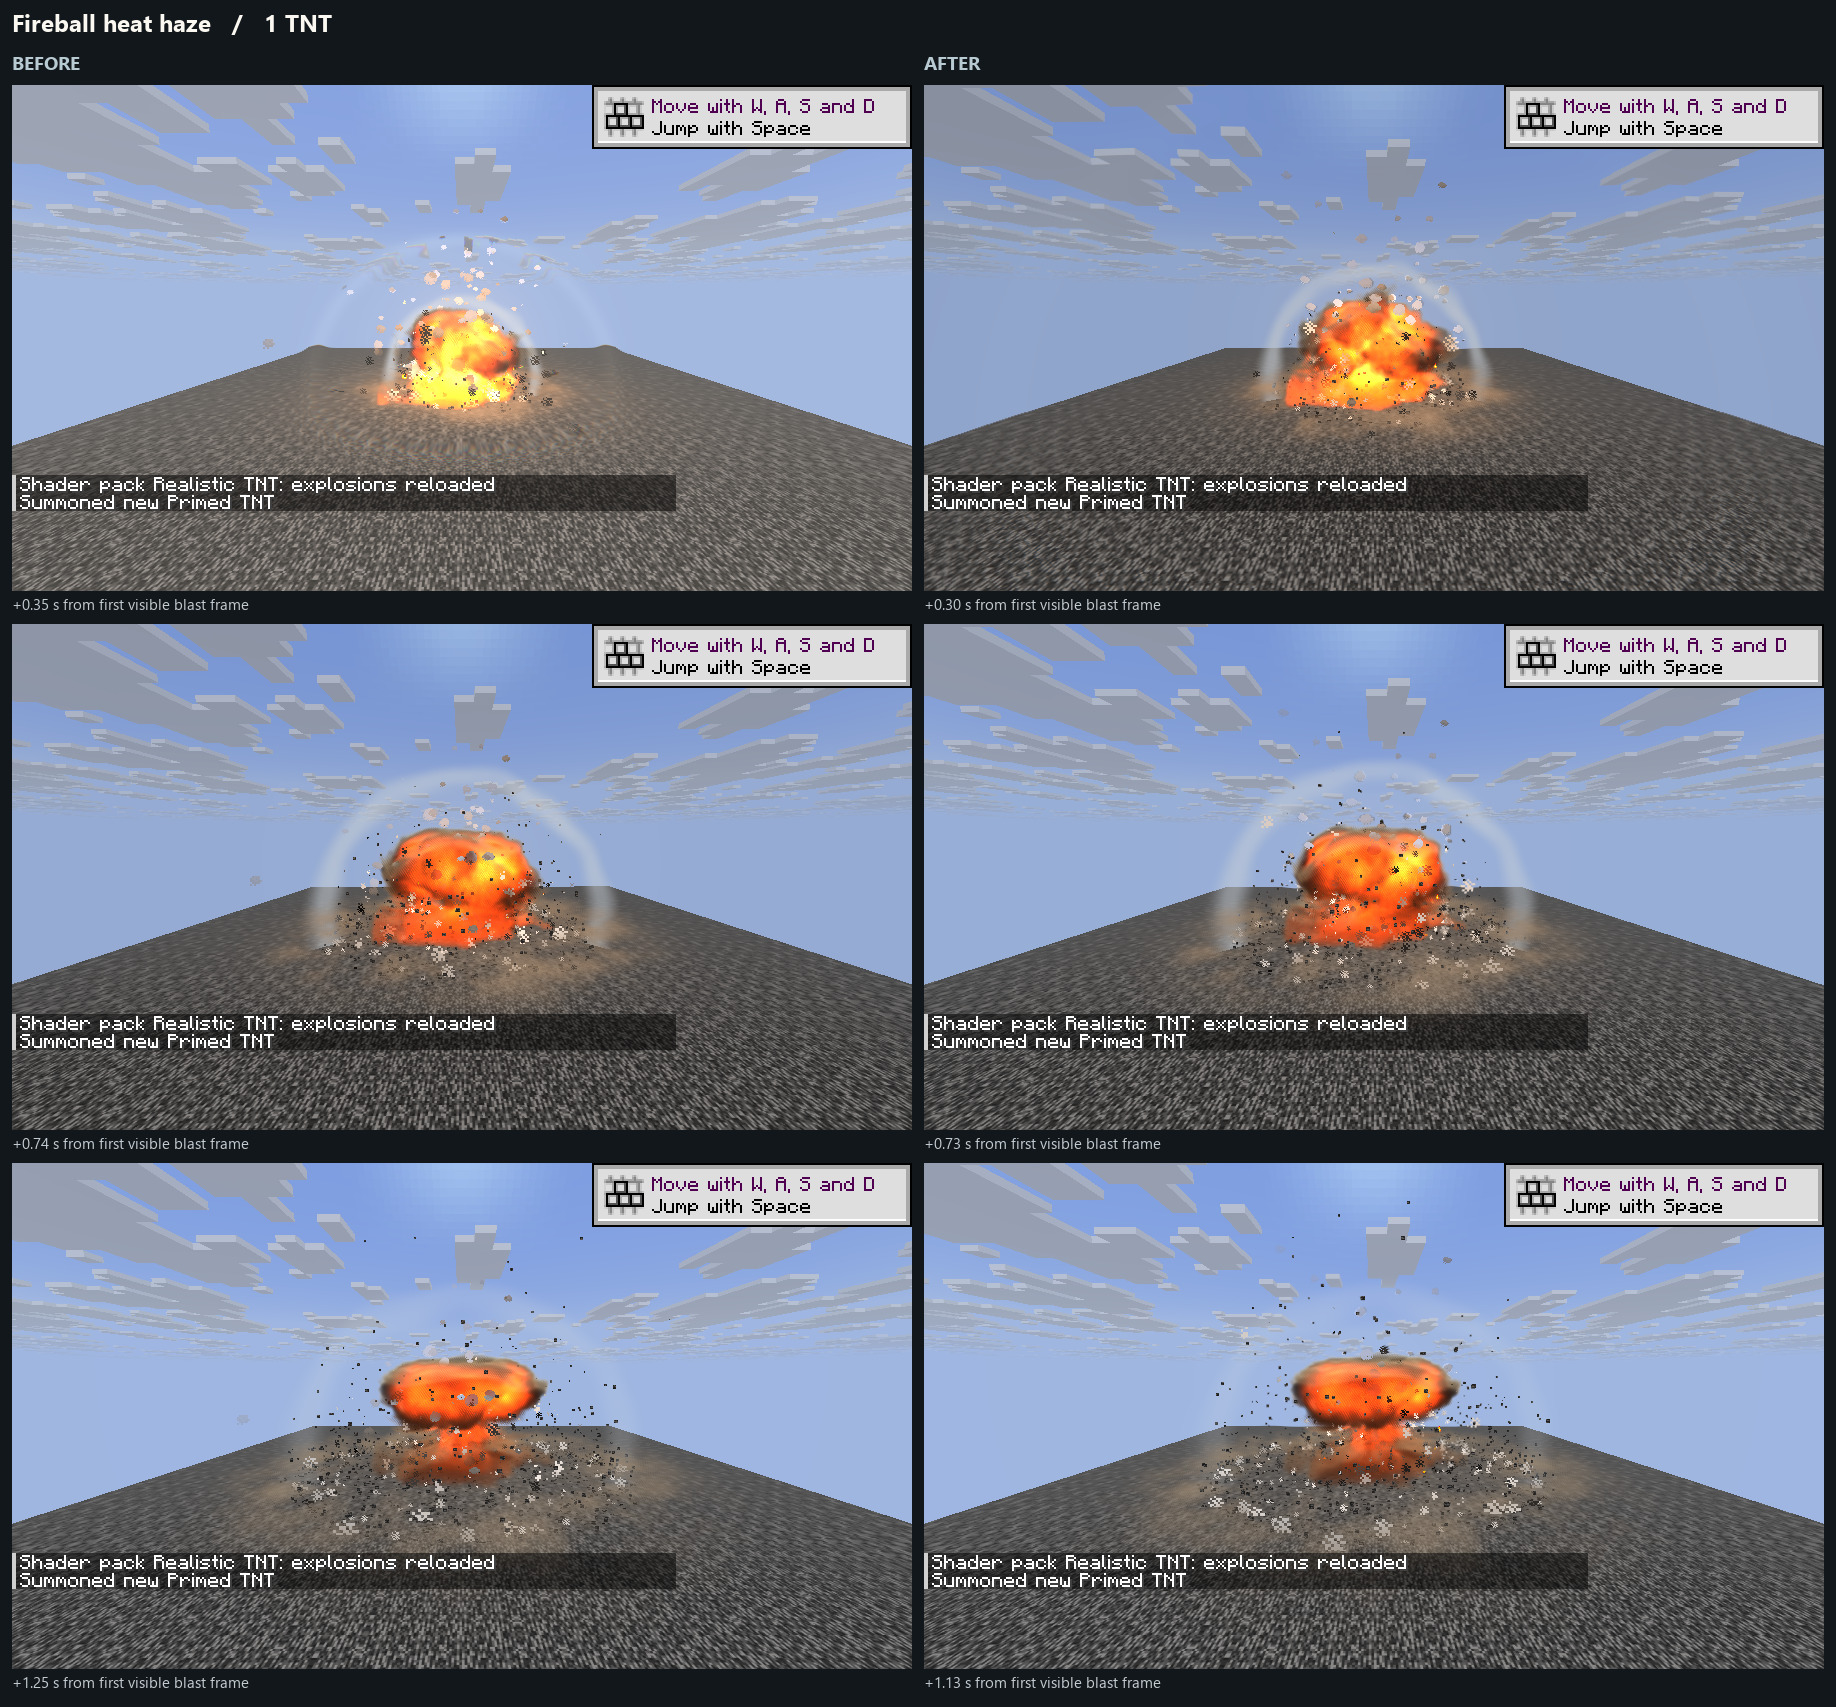 Fireball heat haze / 1 TNT
BEFORE
AFTER
Move with W, A, S and D
Jump with Space
Shader pack Realistic TNT: explosions reloaded
Summoned new Primed TNT
+0.35 s from first visible blast frame
Move with W, A, S and D
Jump with Space
Shader pack Realistic TNT: explosions reloaded
Summoned new Primed TNT
+0.30 s from first visible blast frame
Move with W, A, S and D
Jump with Space
Shader pack Realistic TNT: explosions reloaded
Summoned new Primed TNT
+0.74 s from first visible blast frame
Move with W, A, S and D
Jump with Space
Shader pack Realistic TNT: explosions reloaded
Summoned new Primed TNT
+0.73 s from first visible blast frame
Move with W, A, S and D
Jump with Space
Shader pack Realistic TNT: explosions reloaded
Summoned new Primed TNT
+1.25 s from first visible blast frame
Move with W, A, S and D
Jump with Space
Shader pack Realistic TNT: explosions reloaded
Summoned new Primed TNT
+1.13 s from first visible blast frame